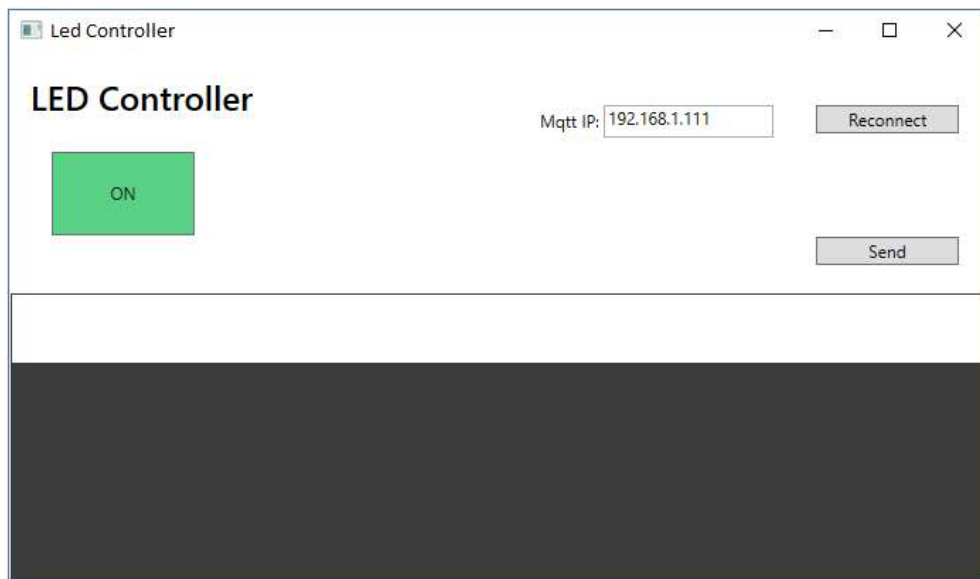 Led Controller
LED Controller
Mqtt IP: 192.168.1.111
Reconnect
ON
Send